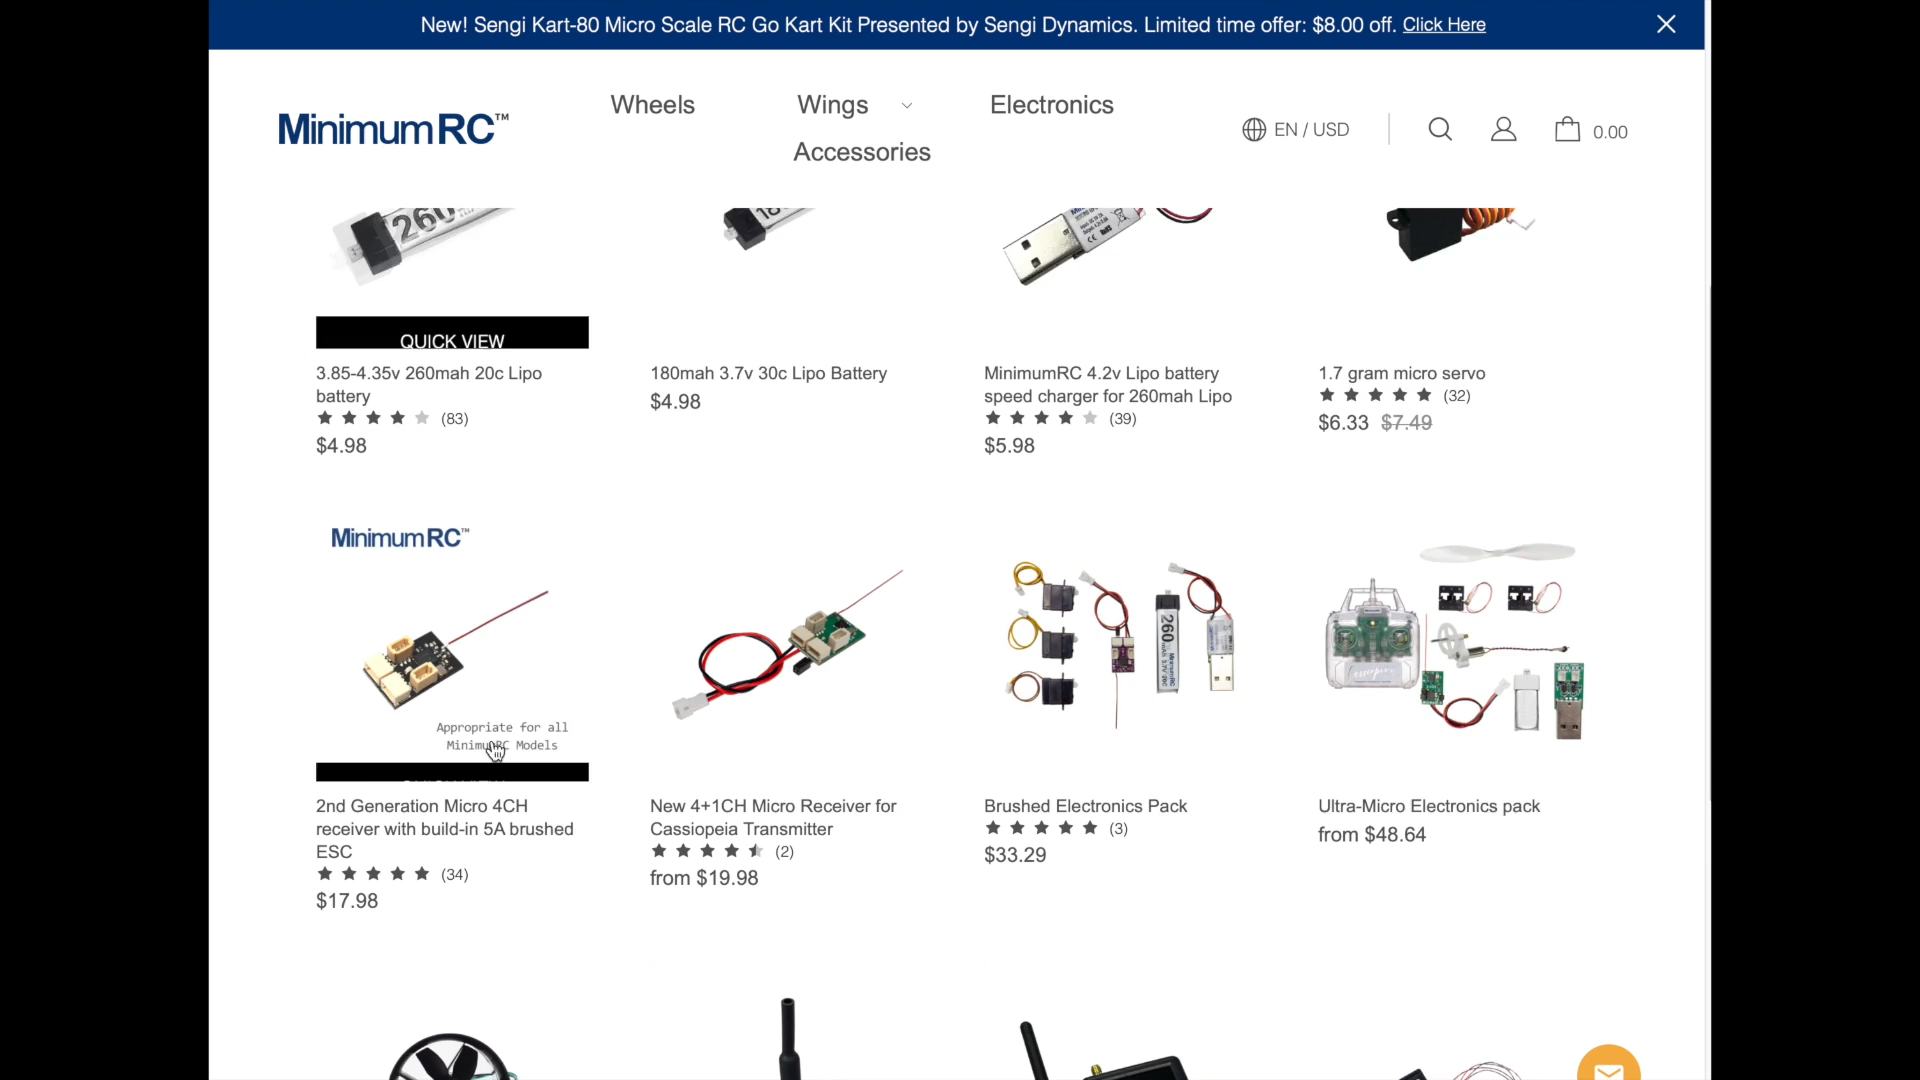 New! Sengi Kart-80 Micro Scale RC Go Kart Kit Presented by Sengi Dynamics. Limited time offer: $8.00 off. Click Here
Wheels
Wings
Electronics
MinimumRC™
EN / USD
0.00
Accessories
260
180
QUICK VIEW
3.85-4.35v 260mah 20c Lipo
battery
(83)
$4.98
180mah 3.7v 30c Lipo Battery
$4.98
MinimumRC 4.2v Lipo battery
speed charger for 260mah Lipo
(39)
$5.98
1.7 gram micro servo
(32)
$6.33 $7.49
MinimumRC™
Appropriate for all
MinimumRC Models
260
2nd Generation Micro 4CH
receiver with build-in 5A brushed
ESC
(34)
$17.98
New 4+1CH Micro Receiver for
Cassiopeia Transmitter
(2)
from $19.98
Brushed Electronics Pack
(3)
$33.29
Ultra-Micro Electronics pack
from $48.64